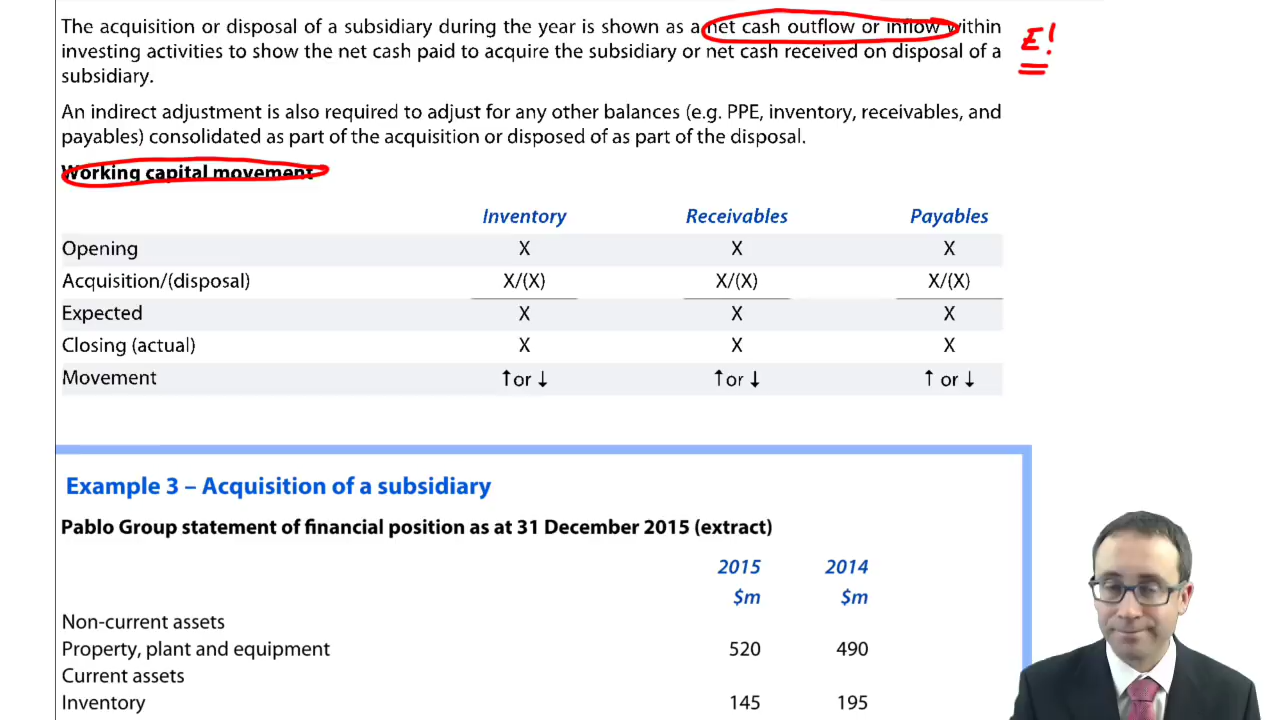 The acquisition or disposal of a subsidiary during the year is shown as a net cash outflow or inflow within
investing activities to show the net cash paid to acquire the subsidiary or net cash received on disposal of a
subsidiary.
E!
An indirect adjustment is also required to adjust for any other balances (e.g. PPE, inventory, receivables, and
payables) consolidated as part of the acquisition or disposed of as part of the disposal.
Working capital movement
Inventory Receivables Payables
Opening X X X
Acquisition/(disposal) X/(X) X/(X) X/(X)
Expected X X X
Closing (actual) X X X
Movement ↑or ↓ ↑or ↓ ↑ or ↓
Example 3 – Acquisition of a subsidiary
Pablo Group statement of financial position as at 31 December 2015 (extract)
2015 2014
$m $m
Non-current assets
Property, plant and equipment 520 490
Current assets
Inventory 145 195